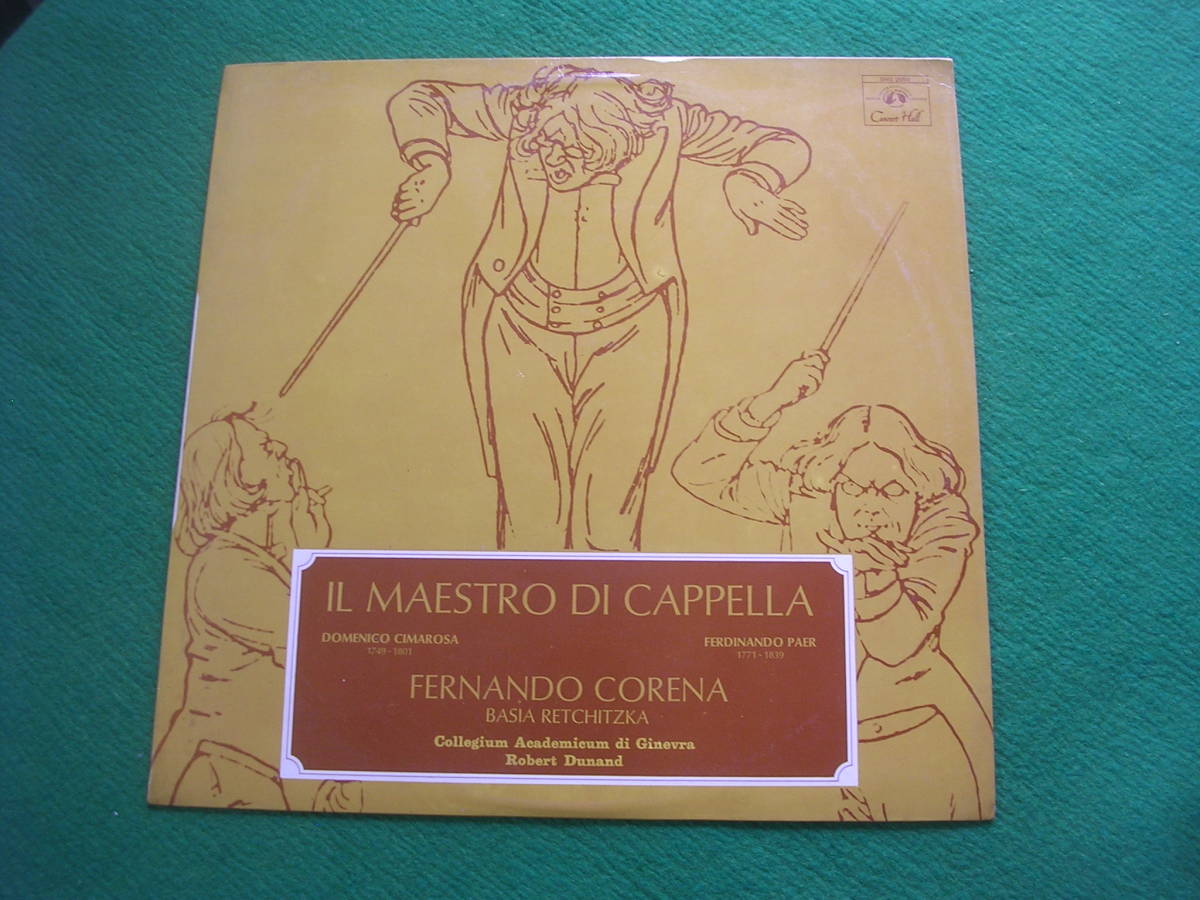 Concert Hall
IL MAESTRO DI CAPPELLA
DOMENICO CIMAROSA
1749 - 1801
FERDINANDO PAER
1771 - 1839
FERNANDO CORENA
BASIA RETCHITZKA
Collegium Academicum di Ginevra
Robert Dunand